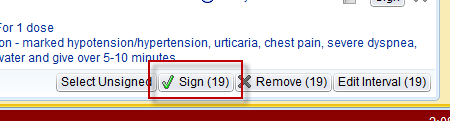 For 1 dose
on - marked hypotension/hypertension, urticaria, chest pain, severe dyspnea,
water and give over 5-10 minutes
Select Unsigned Sign (19) Remove (19) Edit Interval (19)